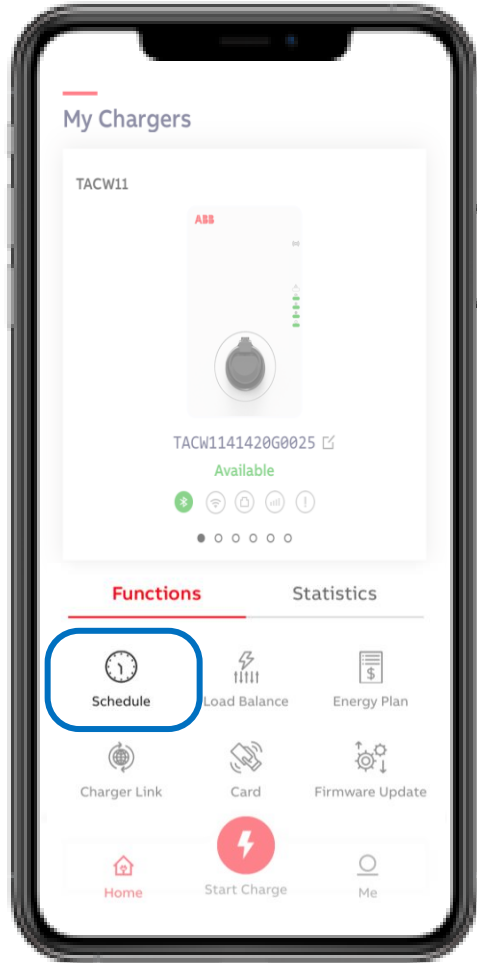 My Chargers
TACW11
ABB
TACW1141420G0025
Available
Functions Statistics
Schedule Load Balance Energy Plan
Charger Link Card Firmware Update
Home Start Charge Me